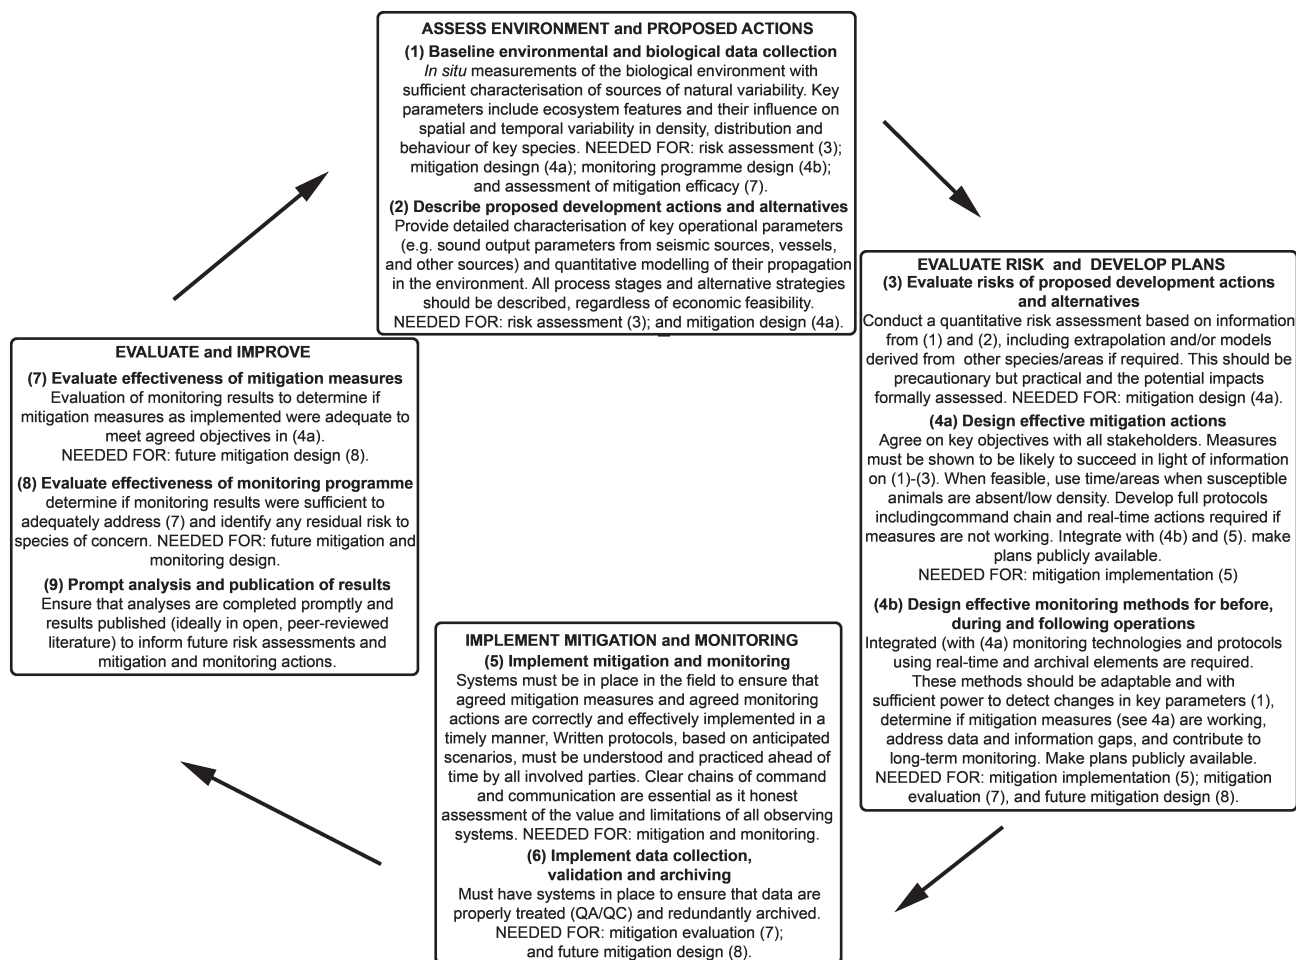 ASSESS ENVIRONMENT and PROPOSED ACTIONS
(1) Baseline environmental and biological data collection
In situ measurements of the biological environment with
sufficient characterisation of sources of natural variability. Key
parameters include ecosystem features and their influence on
spatial and temporal variability in density, distribution and
behaviour of key species. NEEDED FOR: risk assessment (3);
mitigation desingn (4a); monitoring programme design (4b);
and assessment of mitigation efficacy (7).
(2) Describe proposed development actions and alternatives
Provide detailed characterisation of key operational parameters
(e.g. sound output parameters from seismic sources, vessels,
and other sources) and quantitative modelling of their propagation
in the environment. All process stages and alternative strategies
should be described, regardless of economic feasibility.
NEEDED FOR: risk assessment (3); and mitigation design (4a).
EVALUATE RISK and DEVELOP PLANS
(3) Evaluate risks of proposed development actions
and alternatives
Conduct a quantitative risk assessment based on information
from (1) and (2), including extrapolation and/or models
derived from other species/areas if required. This should be
precautionary but practical and the potential impacts
formally assessed. NEEDED FOR: mitigation design (4a).
(4a) Design effective mitigation actions
Agree on key objectives with all stakeholders. Measures
must be shown to be likely to succeed in light of information
on (1)-(3). When feasible, use time/areas when susceptible
animals are absent/low density. Develop full protocols
includingcommand chain and real-time actions required if
measures are not working. Integrate with (4b) and (5). make
plans publicly available.
NEEDED FOR: mitigation implementation (5)
(4b) Design effective monitoring methods for before,
during and following operations
Integrated (with (4a) monitoring technologies and protocols
using real-time and archival elements are required.
These methods should be adaptable and with
sufficient power to detect changes in key parameters (1),
determine if mitigation measures (see 4a) are working,
address data and information gaps, and contribute to
long-term monitoring. Make plans publicly available.
NEEDED FOR: mitigation implementation (5); mitigation
evaluation (7), and future mitigation design (8).
IMPLEMENT MITIGATION and MONITORING
(5) Implement mitigation and monitoring
Systems must be in place in the field to ensure that
agreed mitigation measures and agreed monitoring
actions are correctly and effectively implemented in a
timely manner, Written protocols, based on anticipated
scenarios, must be understood and practiced ahead of
time by all involved parties. Clear chains of command
and communication are essential as it honest
assessment of the value and limitations of all observing
systems. NEEDED FOR: mitigation and monitoring.
(6) Implement data collection,
validation and archiving
Must have systems in place to ensure that data are
properly treated (QA/QC) and redundantly archived.
NEEDED FOR: mitigation evaluation (7);
and future mitigation design (8).
EVALUATE and IMPROVE
(7) Evaluate effectiveness of mitigation measures
Evaluation of monitoring results to determine if
mitigation measures as implemented were adequate to
meet agreed objectives in (4a).
NEEDED FOR: future mitigation design (8).
(8) Evaluate effectiveness of monitoring programme
determine if monitoring results were sufficient to
adequately address (7) and identify any residual risk to
species of concern. NEEDED FOR: future mitigation and
monitoring design.
(9) Prompt analysis and publication of results
Ensure that analyses are completed promptly and
results published (ideally in open, peer-reviewed
literature) to inform future risk assessments and
mitigation and monitoring actions.